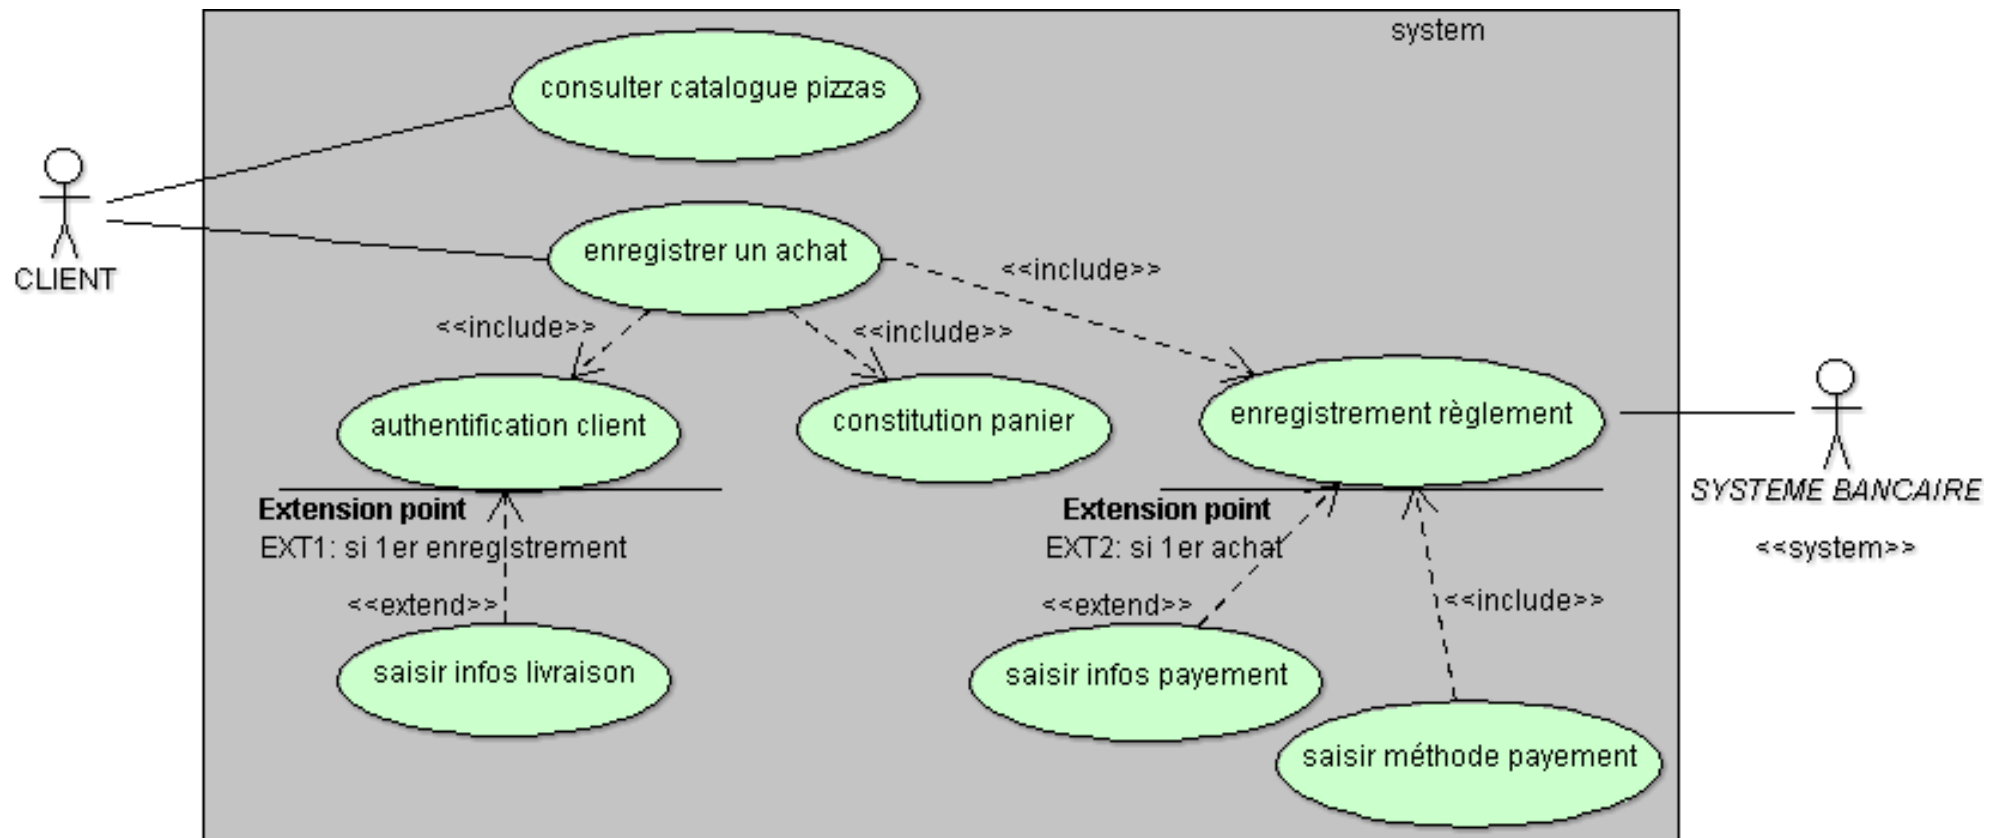 system
consulter catalogue pizzas
CLIENT
enregistrer un achat
<<include>>
<<include>>
<<include>>
authentification client
constitution panier
enregistrement règlement
SYSTEME BANCAIRE
<<system>>
Extension point
EXT1: si 1er enregistrement
Extension point
EXT2: si 1er achat
<<extend>>
<<extend>>
<<include>>
saisir infos livraison
saisir infos payement
saisir méthode payement